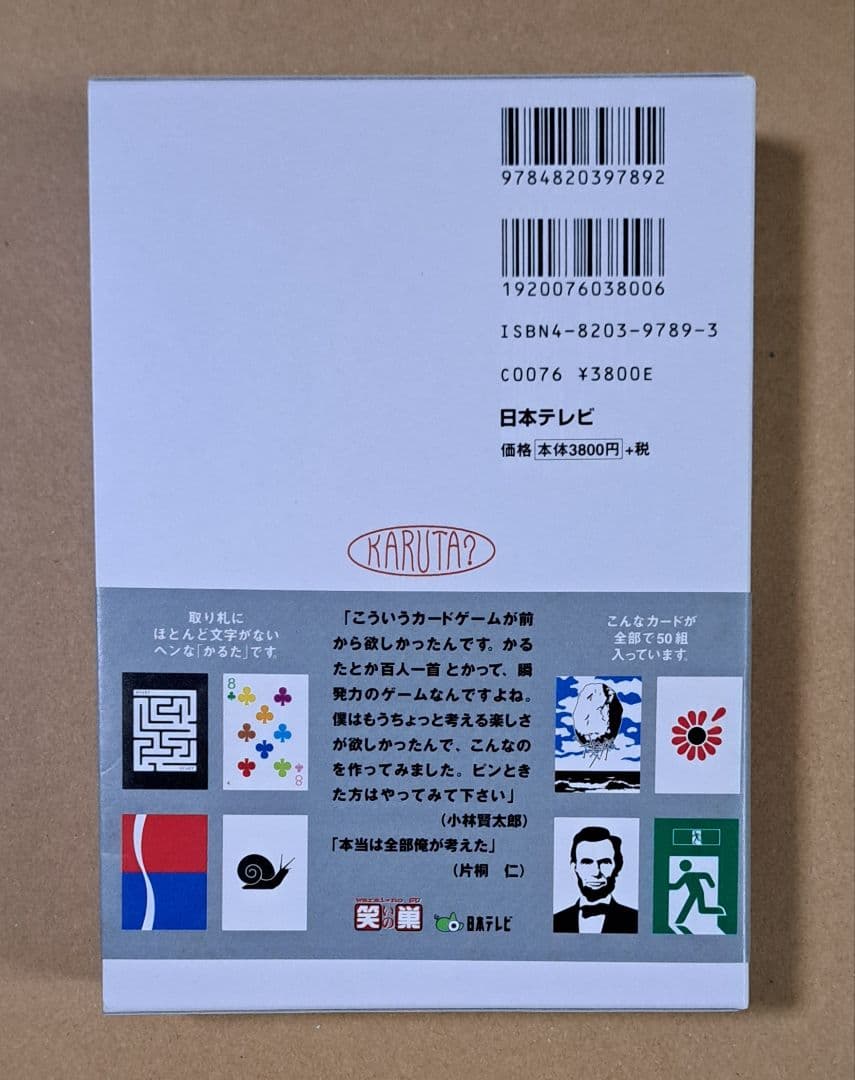 9784820397892
1920076038006
ISBN4-8203-9789-3
C0076 ¥3800E
日本テレビ
価格 本体3800円+税
KARUTA?
取り札に
ほとんど文字がない
ヘンな「かるた」です。
「こういうカードゲームが前
から欲しかったんです。かる
たとか百人一首とかって、瞬
発力のゲームなんですよね。
僕はもうちょっと考える楽しさ
が欲しかったんで、こんなの
を作ってみました。ピンとき
た方はやってみて下さい」
(小林賢太郎)
「本当は全部俺が考えた」
(片桐 仁)
こんなカードが
全部で50組
入っています。
8
8
warai-no.SU
笑いの巣
日本テレビ